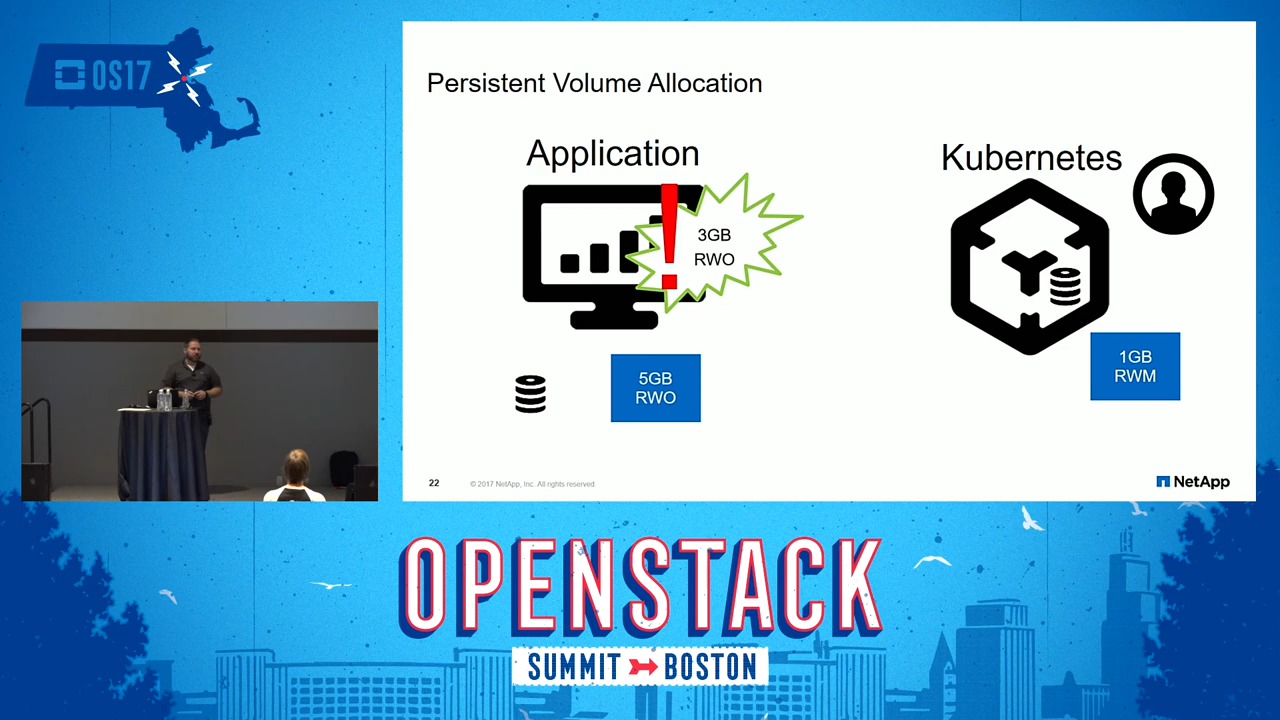 OS17
Persistent Volume Allocation
Application
Kubernetes
3GB
RWO
5GB
RWO
1GB
RWM
22
© 2017 NetApp, Inc. All rights reserved.
NetApp
OPENSTACK
SUMMIT BOSTON